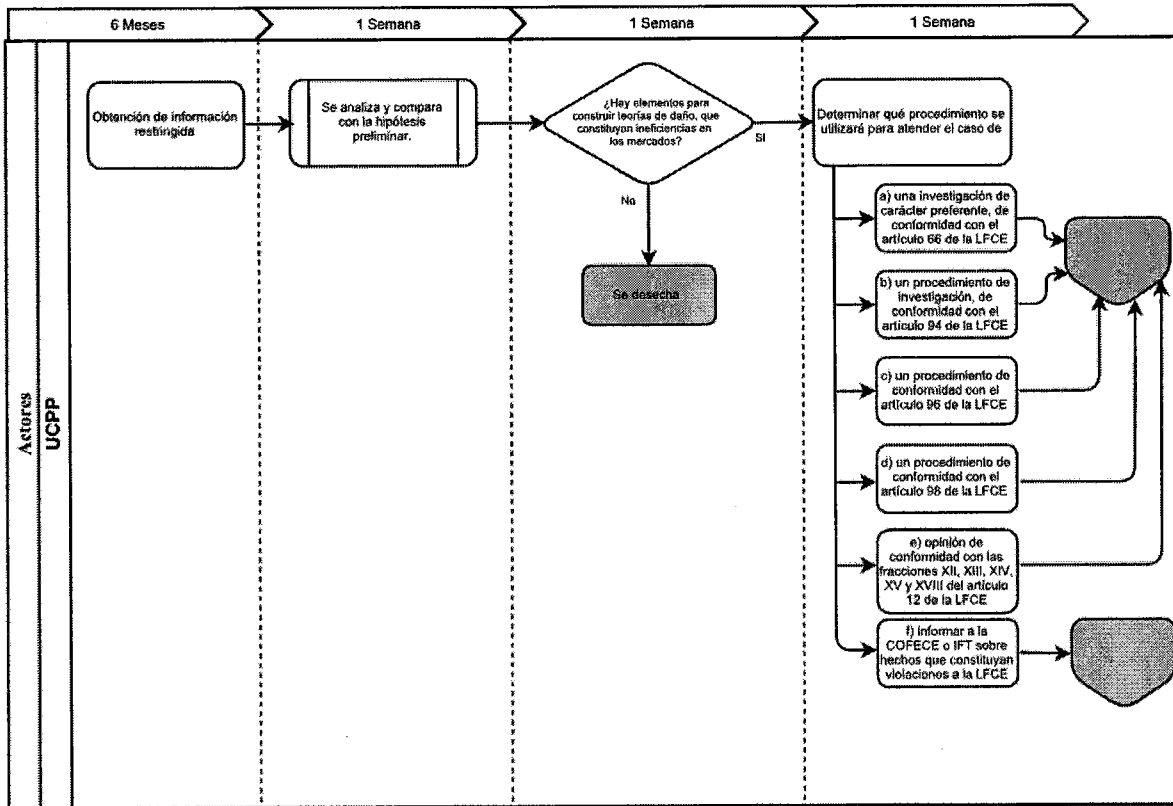 6 Meses
1 Semana
1 Semana
1 Semana
Actores
UCPP
Obtención de información
restringida
Se analiza y compara
con la hipótesis
preliminar.
¿Hay elementos para
construir teorías de daño, que
constituyan ineficiencias en
los mercados?
Si
No
Se desecha
Determinar qué procedimiento se
utilizará para atender el caso de
a) una investigación de
carácter preferente, de
conformidad con el
artículo 66 de la LFCE
b) un procedimiento de
investigación, de
conformidad con el
artículo 94 de la LFCE
c) un procedimiento de
conformidad con el
artículo 96 de la LFCE
d) un procedimiento de
conformidad con el
artículo 98 de la LFCE
e) opinión de
conformidad con las
fracciones XII, XIII, XIV,
XV y XVIII del artículo
12 de la LFCE
f) Informar a la
COFECE o IFT sobre
hechos que constituyan
violaciones a la LFCE